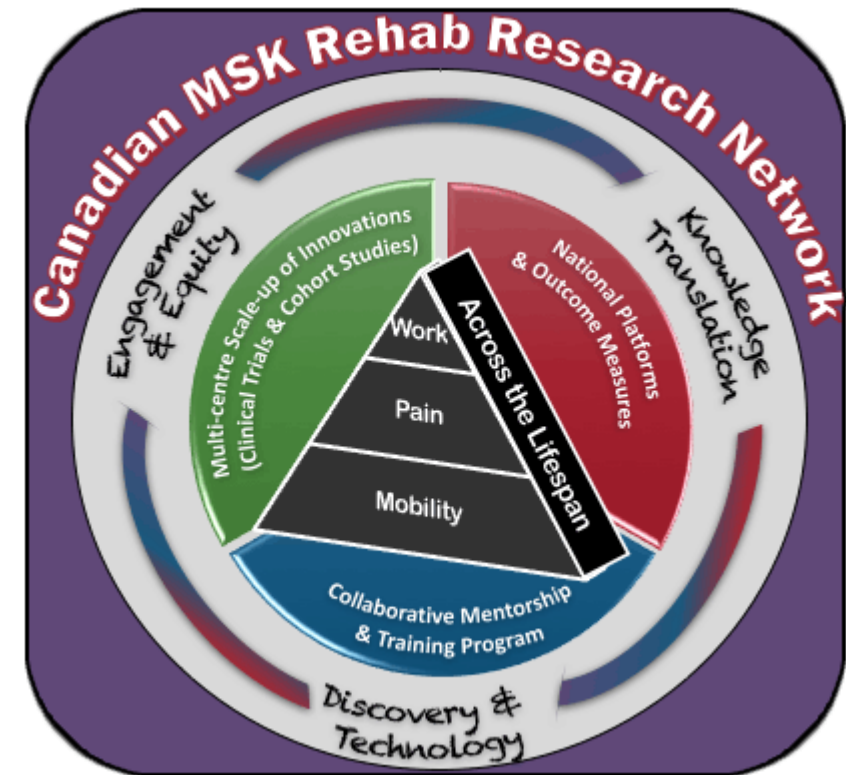 Canadian MSK Rehab Research Network
Engagement
& Equity
Knowledge
Translation
Multi-centre Scale-up of Innovations
(Clinical Trials & Cohort Studies)
National Platforms
& Outcome Measures
Work
Pain
Mobility
Across the Lifespan
Collaborative Mentorship
& Training Program
Discovery &
Technology